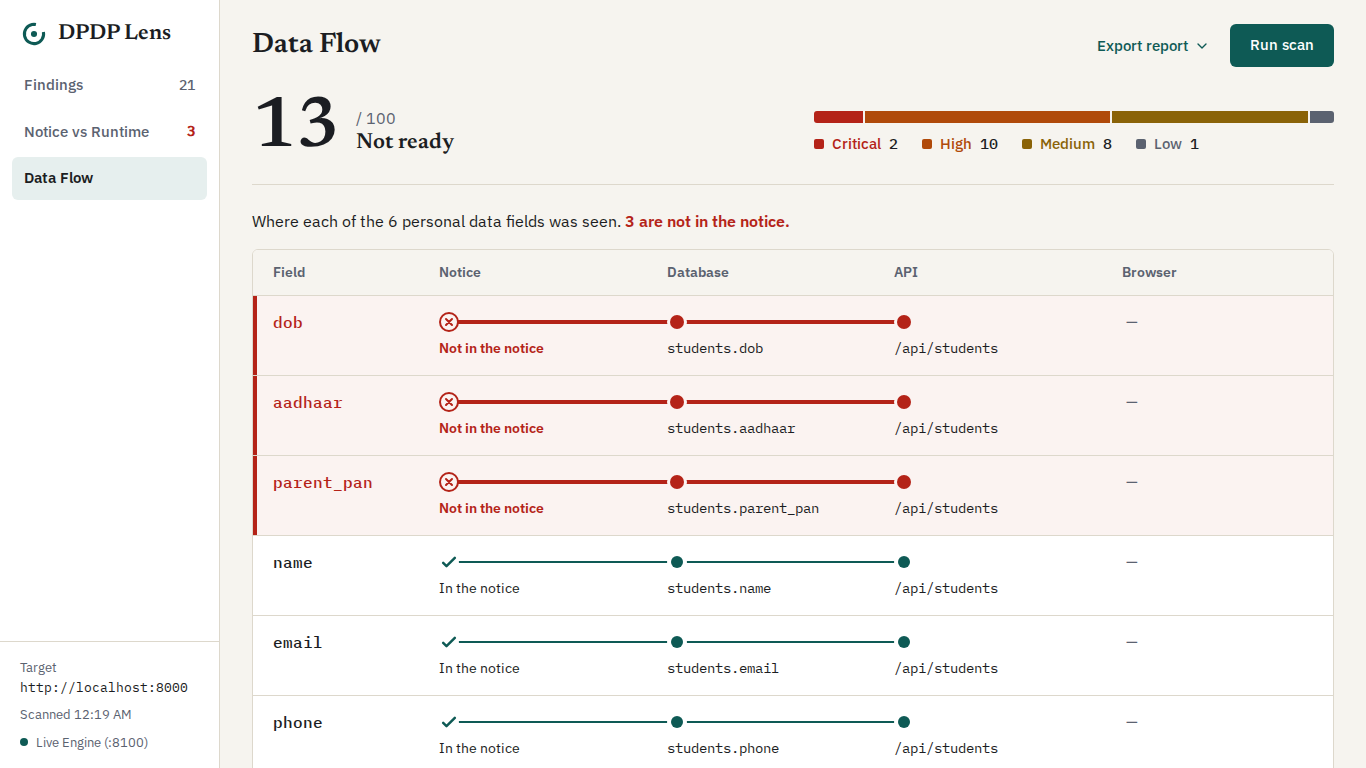 DPDP Lens
Findings 21
Notice vs Runtime 3
Data Flow
Target
http://localhost:8000
Scanned 12:19 AM
Live Engine (:8100)
Data Flow
Export report
Run scan
13 / 100
Not ready
Critical 2 High 10 Medium 8 Low 1
Where each of the 6 personal data fields was seen. 3 are not in the notice.
Field Notice Database API Browser
dob —
Not in the notice students.dob /api/students
aadhaar —
Not in the notice students.aadhaar /api/students
parent_pan —
Not in the notice students.parent_pan /api/students
name —
In the notice students.name /api/students
email —
In the notice students.email /api/students
phone —
In the notice students.phone /api/students